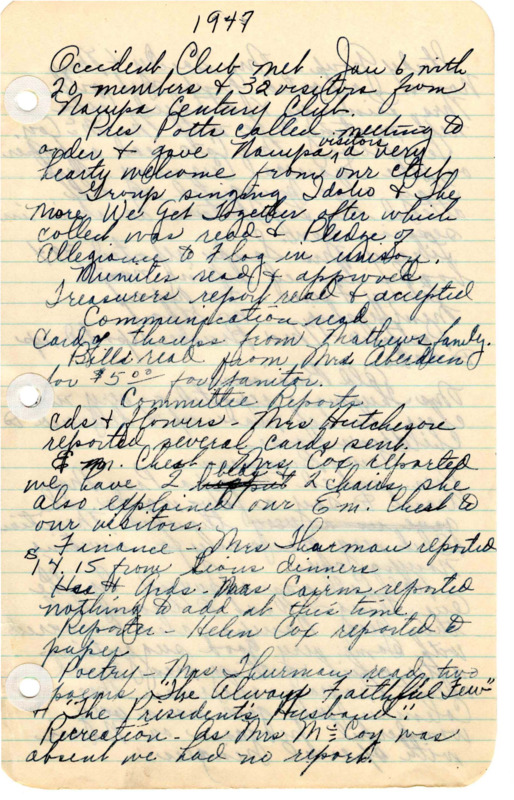 1947
Occident Club met Jan 6 with
20 members & 32 visitors from
Nampa Century Club.
Pres Potts called meeting to
order & gave Nampa visitors, a very
hearty welcome from our club
Group singing Idaho & The
More We Get Together after which
collect was read & Pledge of
Allegiance to Flag in unison.
Minutes read & approved
Treasurers report read & accepted
Communication read
Card of thanks from Mathews family.
Bills read from Mrs Aberdeen
for $5.00 for Janitor.
Committee Reports
Cds & flowers - Mrs
reported several cards sent.
Em. Chest - Mrs Cox reported
we have 2 beds 2 chairs, she
also explained our Em. Chest to
our visitors.
Finance - Mrs Thurman reported
$14.15 from Lions dinners
H & Grds - Mrs Cairns reported
nothing to add at this time
Reporter - Helen Cox reported to
paper
Poetry - Mrs Thurman read two
poems, "The Always Faithful Few"
& "The President's Husband".
Recreation - As Mrs McCoy was
absent we had no report.